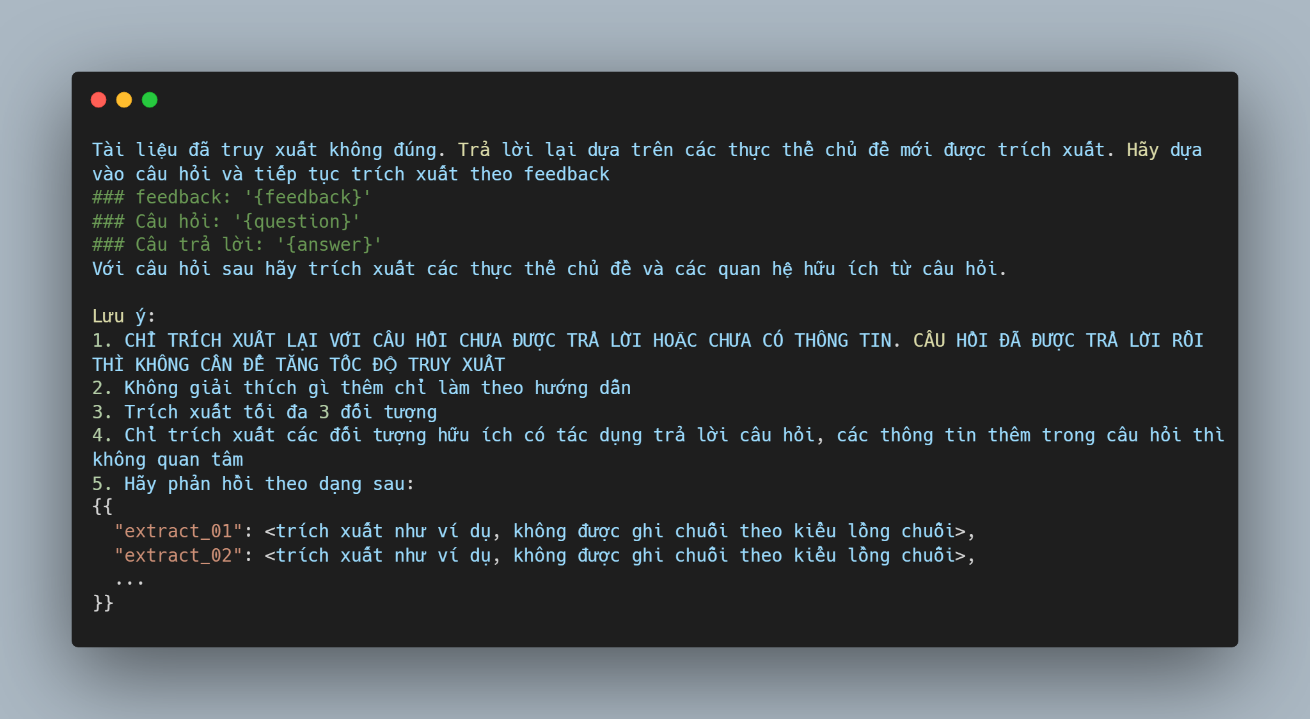 Tài liệu đã truy xuất không đúng. Trả lời lại dựa trên các thực thể chủ đề mới được trích xuất. Hãy dựa
vào câu hỏi và tiếp tục trích xuất theo feedback
### feedback: '{feedback}'
### Câu hỏi: '{question}'
### Câu trả lời: '{answer}'
Với câu hỏi sau hãy trích xuất các thực thể chủ đề và các quan hệ hữu ích từ câu hỏi.
Lưu ý:
1. CHỈ TRÍCH XUẤT LẠI VỚI CÂU HỎI CHƯA ĐƯỢC TRẢ LỜI HOẶC CHƯA CÓ THÔNG TIN. CÂU HỎI ĐÃ ĐƯỢC TRẢ LỜI RỒI
THÌ KHÔNG CẦN ĐỂ TĂNG TỐC ĐỘ TRUY XUẤT
2. Không giải thích gì thêm chỉ làm theo hướng dẫn
3. Trích xuất tối đa 3 đối tượng
4. Chỉ trích xuất các đối tượng hữu ích có tác dụng trả lời câu hỏi, các thông tin thêm trong câu hỏi thì
không quan tâm
5. Hãy phản hồi theo dạng sau:
{{
"extract_01": <trích xuất như ví dụ, không được ghi chuỗi theo kiểu lồng chuỗi>,
"extract_02": <trích xuất như ví dụ, không được ghi chuỗi theo kiểu lồng chuỗi>,
...
}}